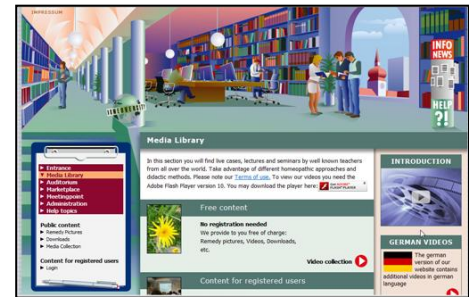 IMPRESSUM
INFO
NEWS
HELP
?!
Media Library
Entrance
Media Library
Auditorium
Marketplace
Meetingpoint
Administration
Help topics
Public content
Remedy Pictures
Downloads
Media Collection
Content for registered users
Login
In this section you will find live cases, lectures and seminars by well known teachers
from all over the world. Take advantage of different homeopathic approaches and
didactic methods. Please note our Terms of use. To view our videos you need the
Adobe Flash Player version 10. You may download the player here:
Free content
No registration needed
We provide to you free of charge:
Remedy pictures, Videos, Downloads,
etc.
Video collection
Content for registered users
INTRODUCTION
GERMAN VIDEOS
The german
version of our
website contains
additional videos in german
language